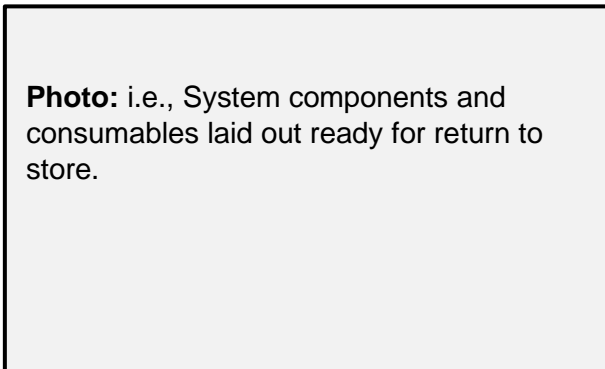 Photo: i.e., System components and
consumables laid out ready for return to
store.